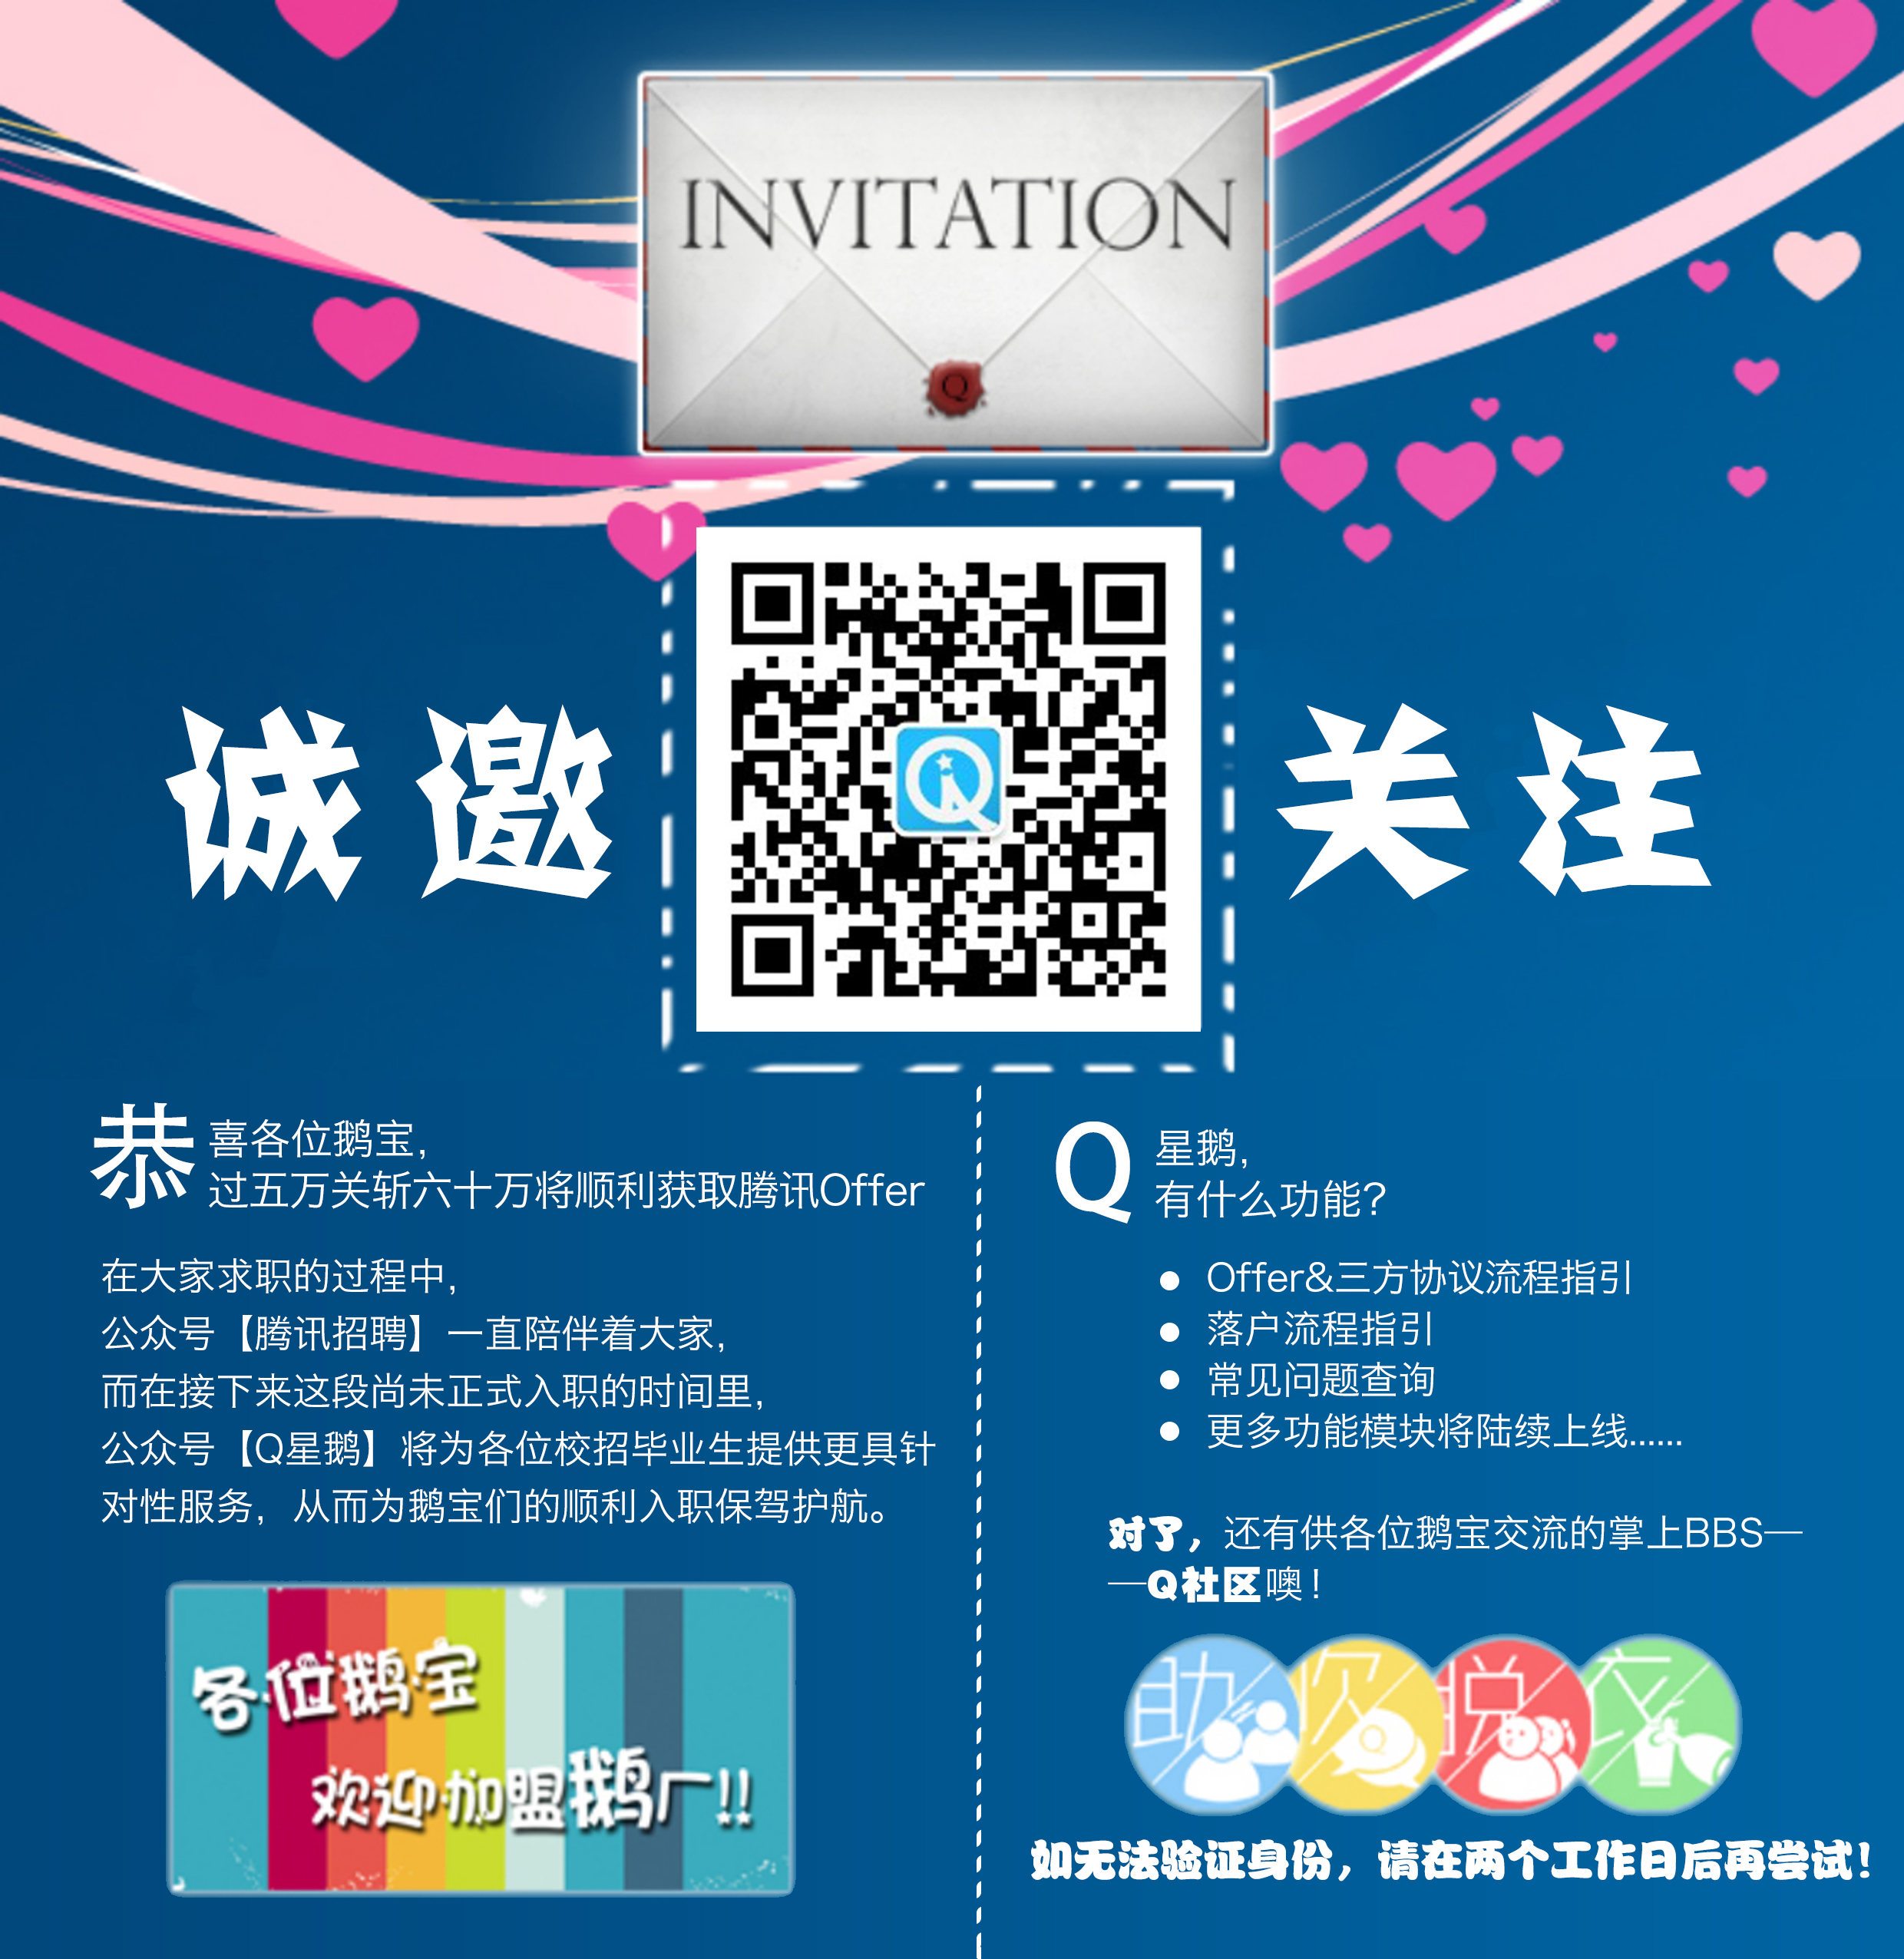 INVITATION
Q
诚邀 关注
恭喜各位鹅宝，
过五万关斩六十万将顺利获取腾讯Offer
在大家求职的过程中，
公众号【腾讯招聘】一直陪伴着大家，
而在接下来这段尚未正式入职的时间里，
公众号【Q星鹅】将为各位校招毕业生提供更具针
对性服务，从而为鹅宝们的顺利入职保驾护航。
各位鹅宝
欢迎加盟鹅厂!!
Q星鹅，
有什么功能？
● Offer&三方协议流程指引
● 落户流程指引
● 常见问题查询
● 更多功能模块将陆续上线......
对了，还有供各位鹅宝交流的掌上BBS—
—Q社区噢！
助 欢 脱 交
如无法验证身份，请在两个工作日后再尝试！